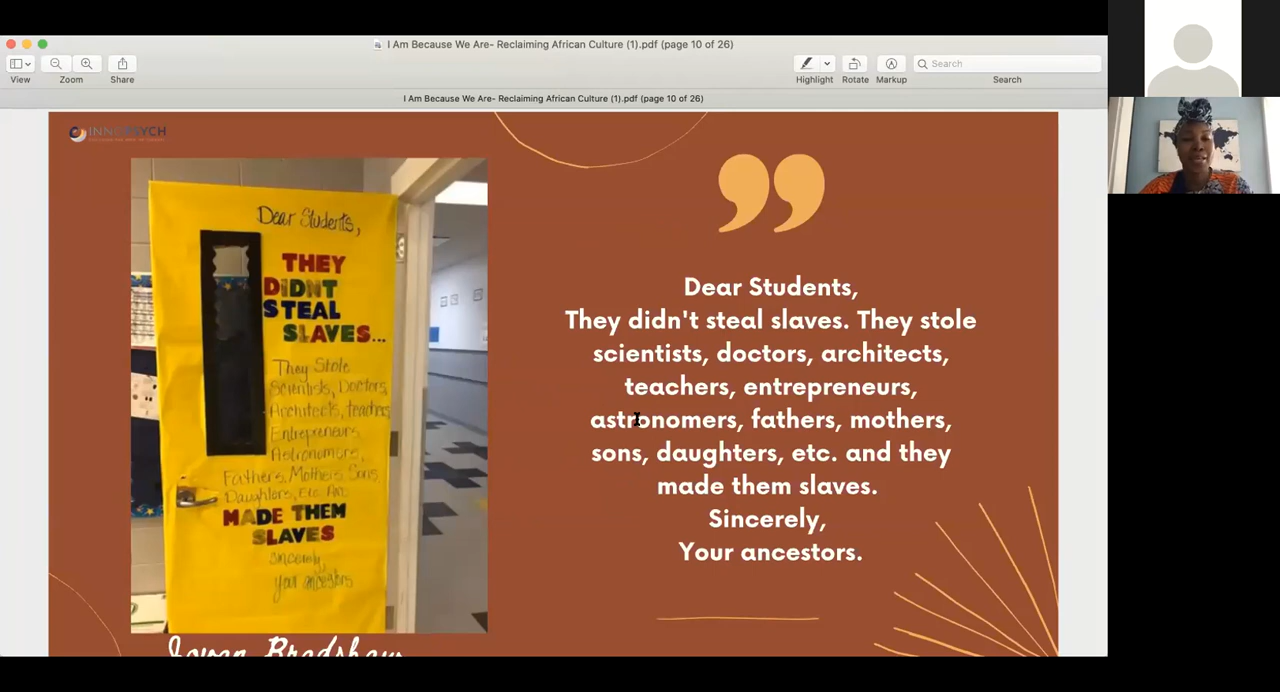 I Am Because We Are- Reclaiming African Culture (1).pdf (page 10 of 26)
View
Zoom
Share
Highlight
Rotate
Markup
Search
Search
I Am Because We Are- Reclaiming African Culture (1).pdf (page 10 of 26)
INNOPSYCH
Dear Students,
THEY
DIDNT
STEAL
SLAVES...
They Stole
Scientists, Doctors,
Architects, teachers
Entrepreneurs
Astronomers,
Fathers, Mothers, Sons,
Daughters, Etc. And
MADE THEM
SLAVES
Sincerely,
your ancestors
Jovan Bradshaw
Dear Students,
They didn't steal slaves. They stole
scientists, doctors, architects,
teachers, entrepreneurs,
astronomers, fathers, mothers,
sons, daughters, etc. and they
made them slaves.
Sincerely,
Your ancestors.